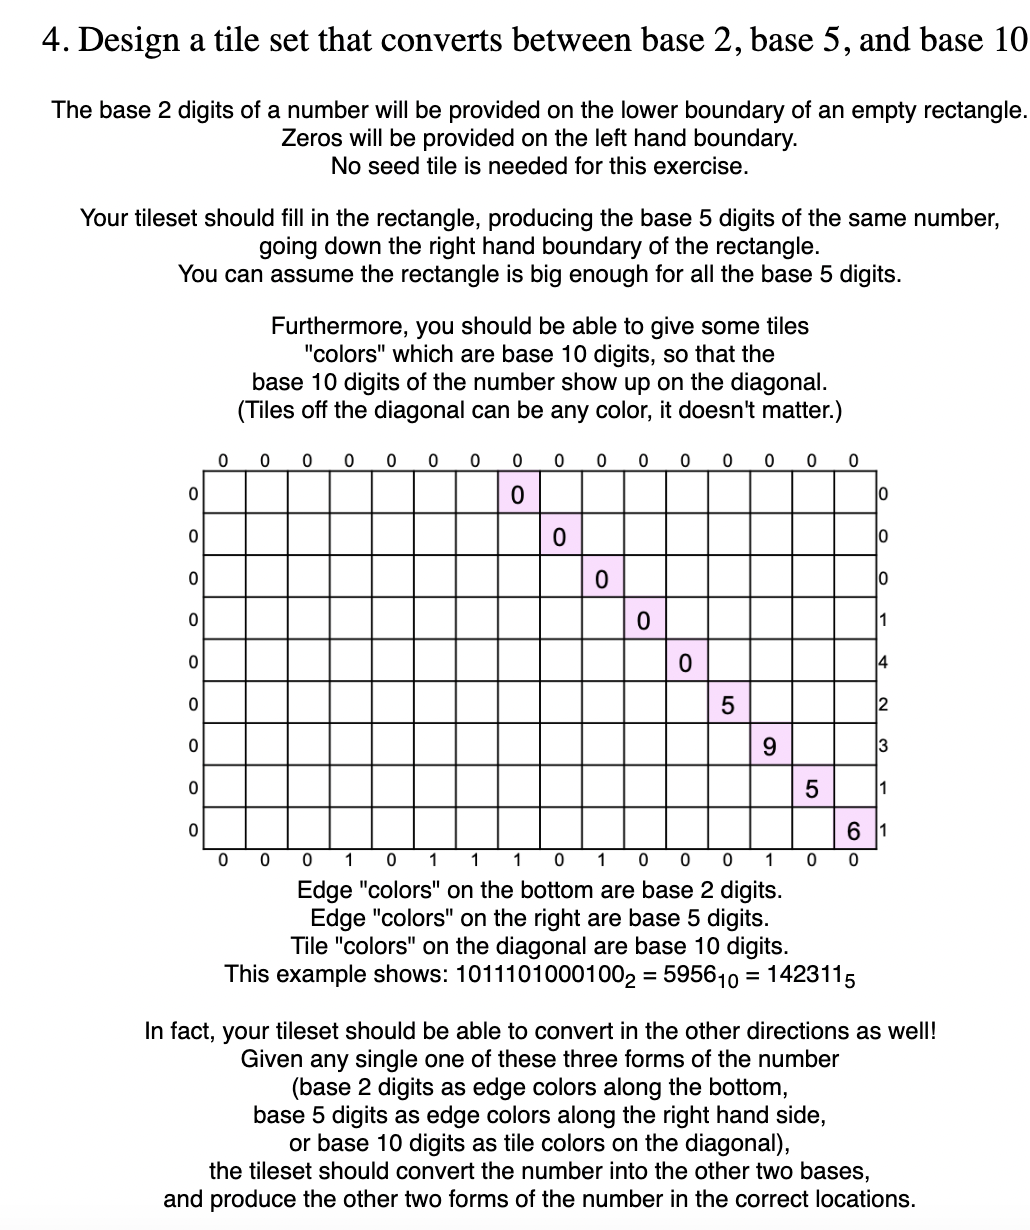 4. Design a tile set that converts between base 2, base 5, and base 10
The base 2 digits of a number will be provided on the lower boundary of an empty rectangle.
Zeros will be provided on the left hand boundary.
No seed tile is needed for this exercise.
Your tileset should fill in the rectangle, producing the base 5 digits of the same number,
going down the right hand boundary of the rectangle.
You can assume the rectangle is big enough for all the base 5 digits.
Furthermore, you should be able to give some tiles
"colors" which are base 10 digits, so that the
base 10 digits of the number show up on the diagonal.
(Tiles off the diagonal can be any color, it doesn't matter.)
0 0 0 0 0 0 0 0 0 0 0 0 0 0 0 0
0 0 0
0 0 0
0 0 0
0 0 1
0 0 4
0 5 2
0 9 3
0 5 1
0 6 1
0 0 0 1 0 1 1 1 0 1 0 0 0 1 0 0
Edge "colors" on the bottom are base 2 digits.
Edge "colors" on the right are base 5 digits.
Tile "colors" on the diagonal are base 10 digits.
This example shows: 1011101000100₂ = 5956₁₀ = 142311₅
In fact, your tileset should be able to convert in the other directions as well!
Given any single one of these three forms of the number
(base 2 digits as edge colors along the bottom,
base 5 digits as edge colors along the right hand side,
or base 10 digits as tile colors on the diagonal),
the tileset should convert the number into the other two bases,
and produce the other two forms of the number in the correct locations.